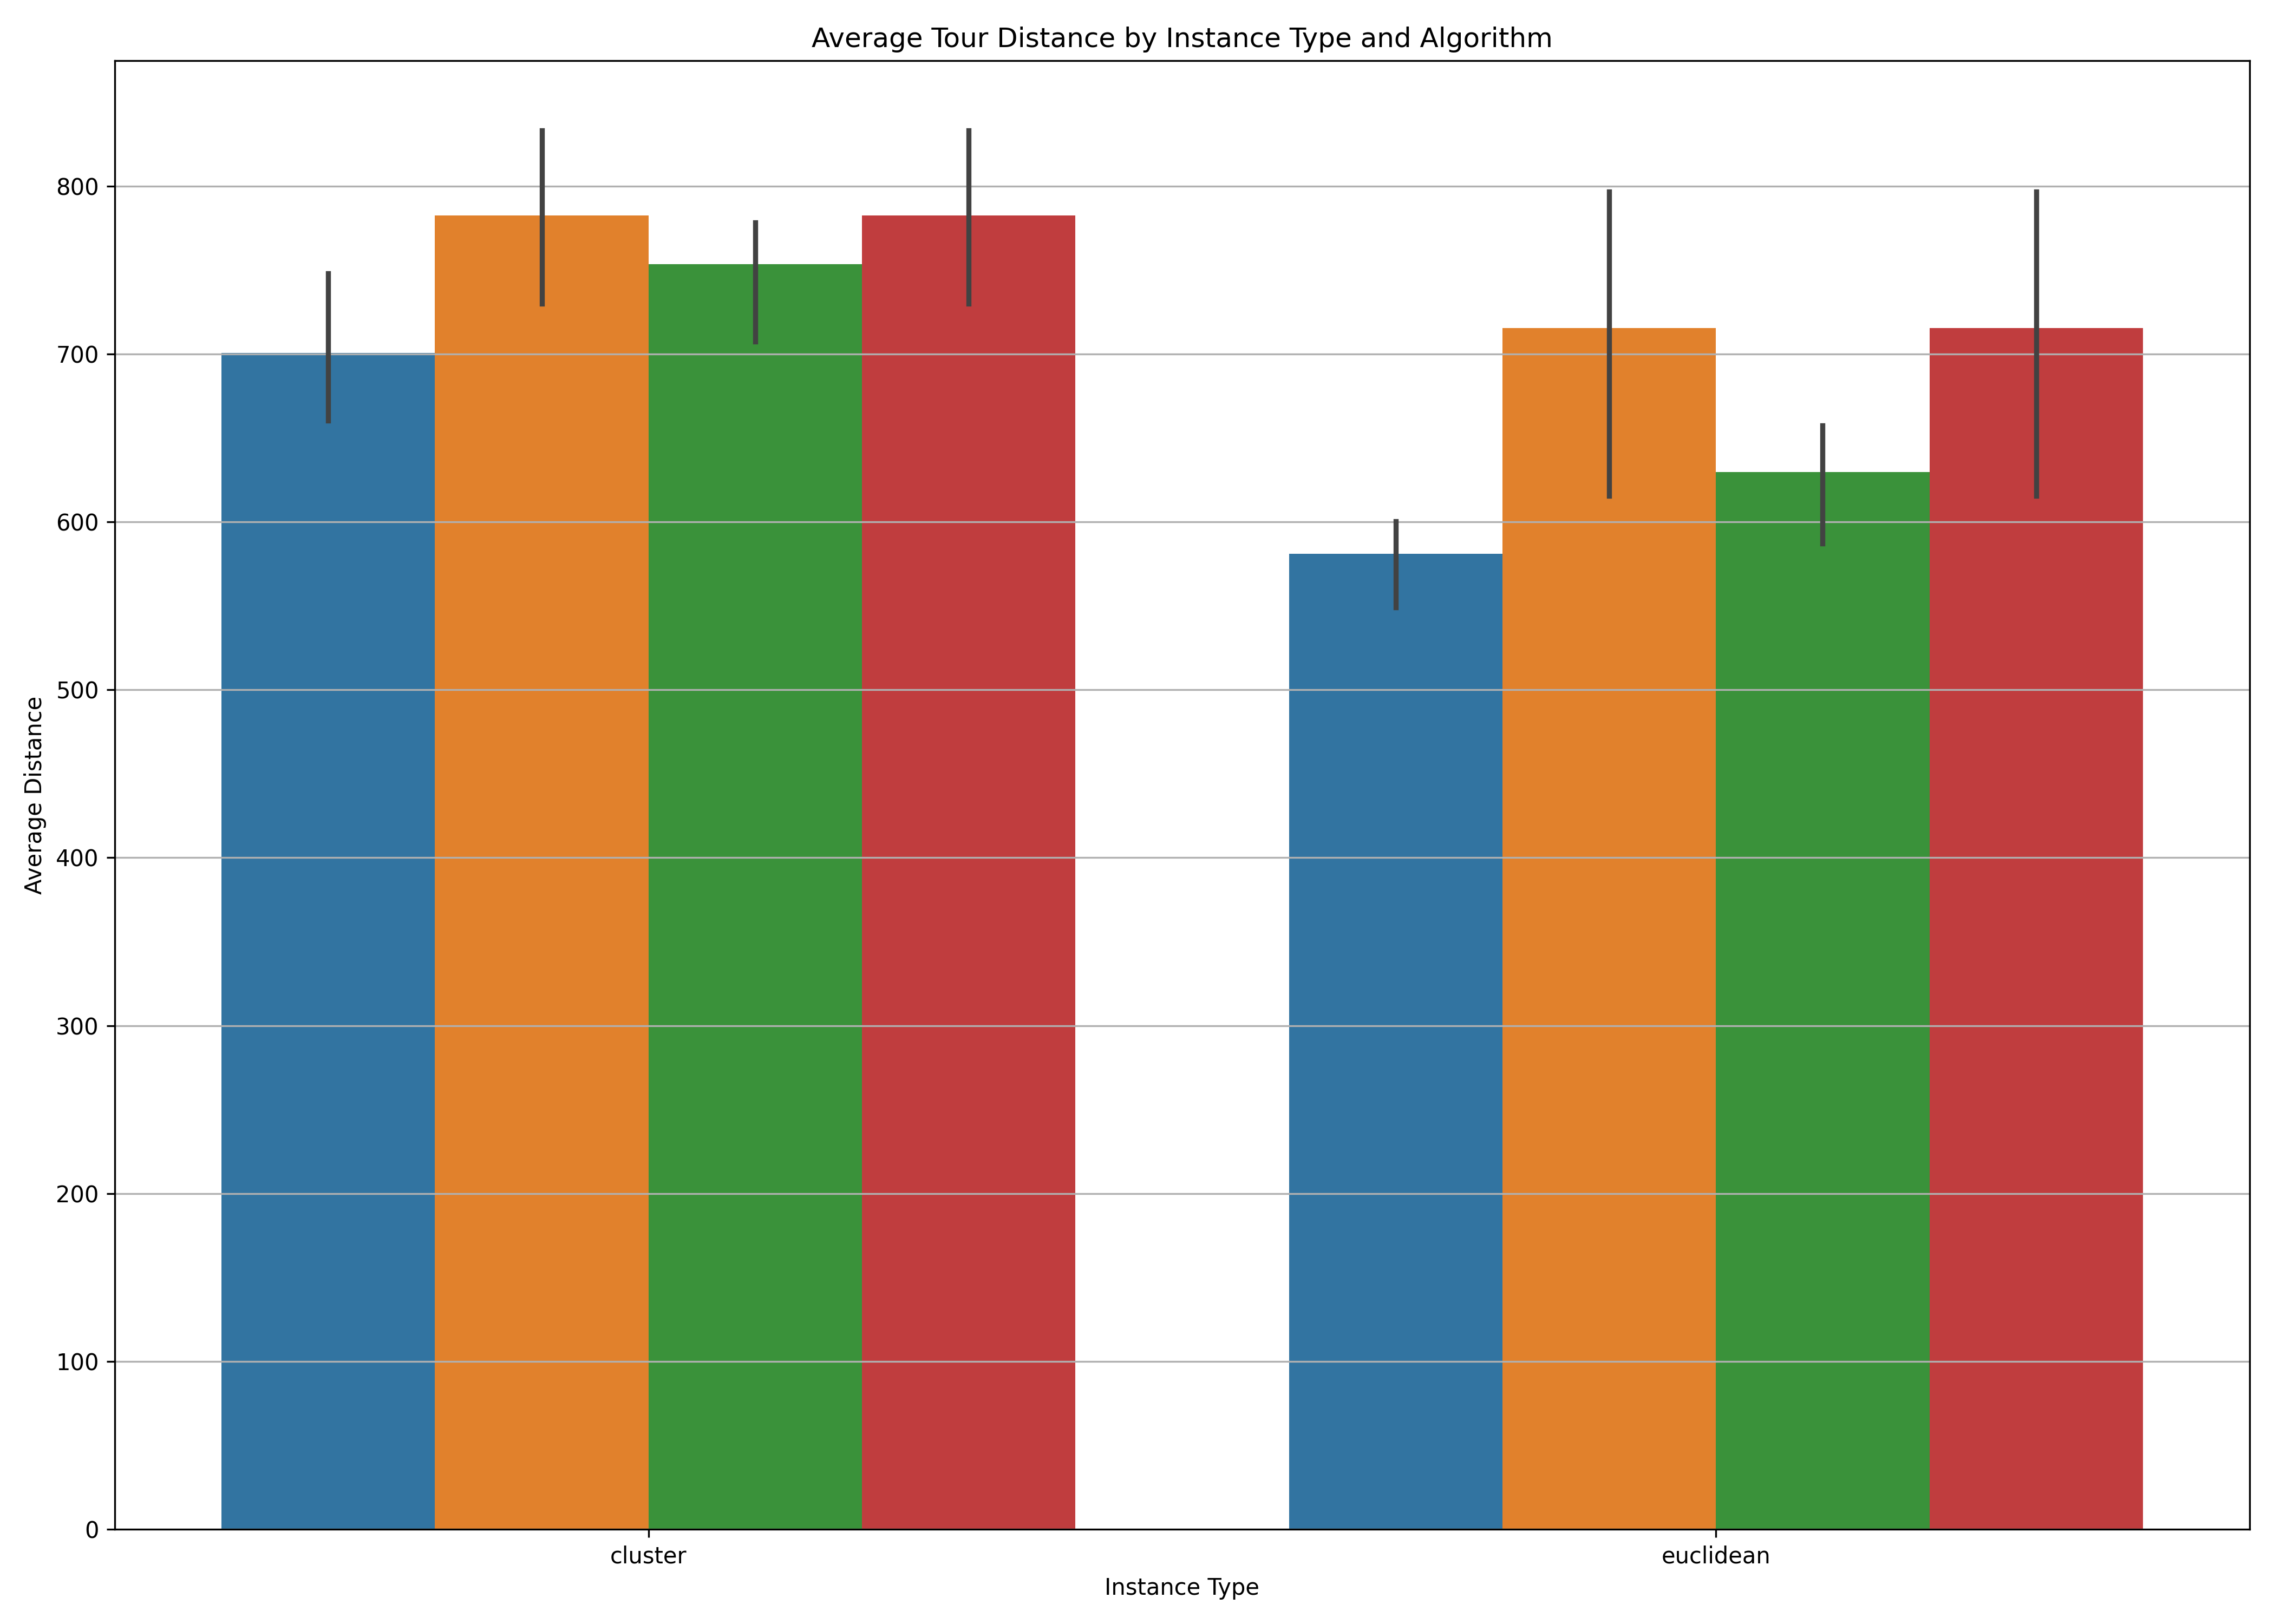 Average Tour Distance by Instance Type and Algorithm
800
700
600
500
400
300
200
100
0
Average Distance
cluster
euclidean
Instance Type